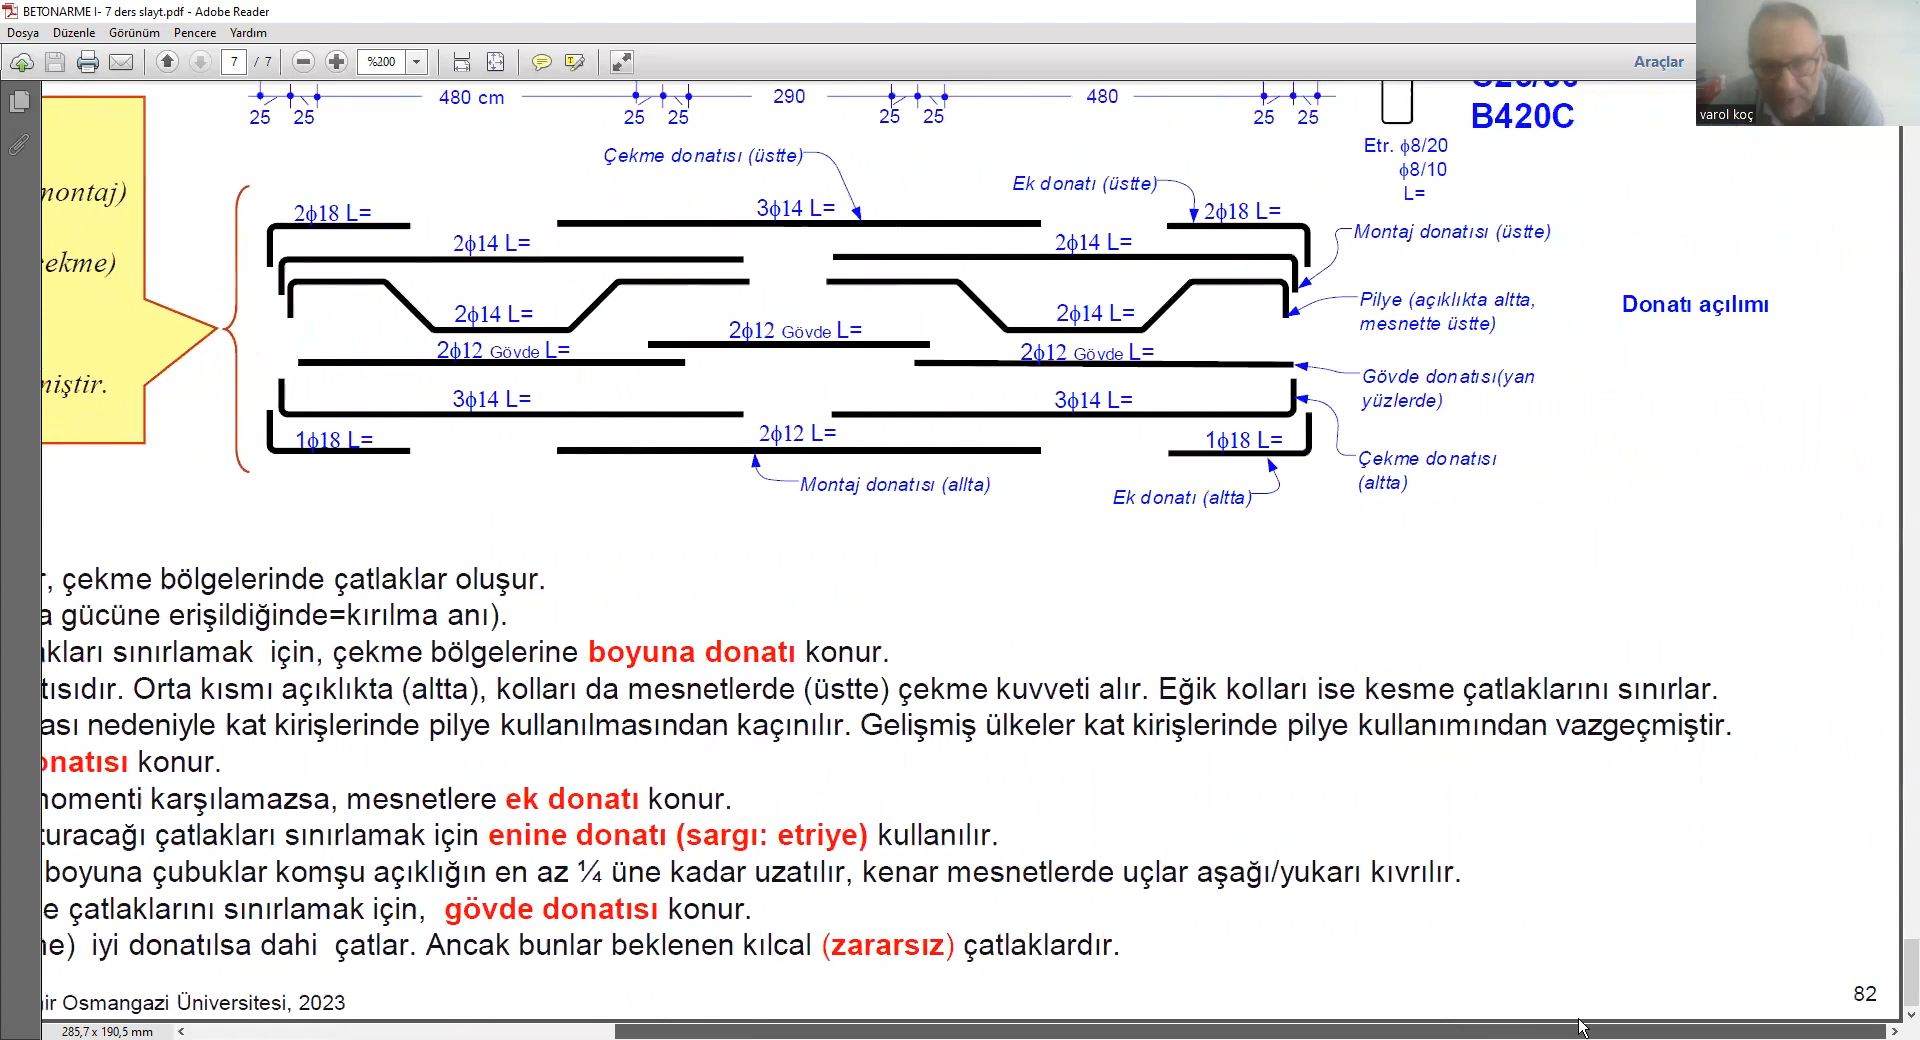 BETONARME I- 7 ders slayt.pdf - Adobe Reader
Dosya Düzenle Görünüm Pencere Yardım
7 / 7 %200 Araçlar
varol koç
480 cm 290 480
25 25 25 25 25 25 25 25
B420C
Etr. ϕ8/20
ϕ8/10
L=
Çekme donatısı (üstte)
Ek donatı (üstte)
montaj)
2ϕ18 L= 3ϕ14 L= 2ϕ18 L=
Montaj donatısı (üstte)
2ϕ14 L= 2ϕ14 L=
ekme)
Pilye (açıklıkta altta,
mesnette üstte)
Donatı açılımı
2ϕ14 L= 2ϕ14 L=
2ϕ12 Gövde L=
2ϕ12 Gövde L= 2ϕ12 Gövde L=
Gövde donatısı(yan
yüzlerde)
miştir.
3ϕ14 L= 3ϕ14 L=
1ϕ18 L= 2ϕ12 L= 1ϕ18 L=
Çekme donatısı
(altta)
Montaj donatısı (allta)
Ek donatı (altta)
r, çekme bölgelerinde çatlaklar oluşur.
a gücüne erişildiğinde=kırılma anı).
akları sınırlamak için, çekme bölgelerine boyuna donatı konur.
tısıdır. Orta kısmı açıklıkta (altta), kolları da mesnetlerde (üstte) çekme kuvveti alır. Eğik kolları ise kesme çatlaklarını sınırlar.
ası nedeniyle kat kirişlerinde pilye kullanılmasından kaçınılır. Gelişmiş ülkeler kat kirişlerinde pilye kullanımından vazgeçmiştir.
onatısı konur.
momenti karşılamazsa, mesnetlere ek donatı konur.
turacağı çatlakları sınırlamak için enine donatı (sargı: etriye) kullanılır.
boyuna çubuklar komşu açıklığın en az ¼ üne kadar uzatılır, kenar mesnetlerde uçlar aşağı/yukarı kıvrılır.
e çatlaklarını sınırlamak için, gövde donatısı konur.
ne) iyi donatılsa dahi çatlar. Ancak bunlar beklenen kılcal (zararsız) çatlaklardır.
ir Osmangazi Üniversitesi, 2023
82
285,7 x 190,5 mm